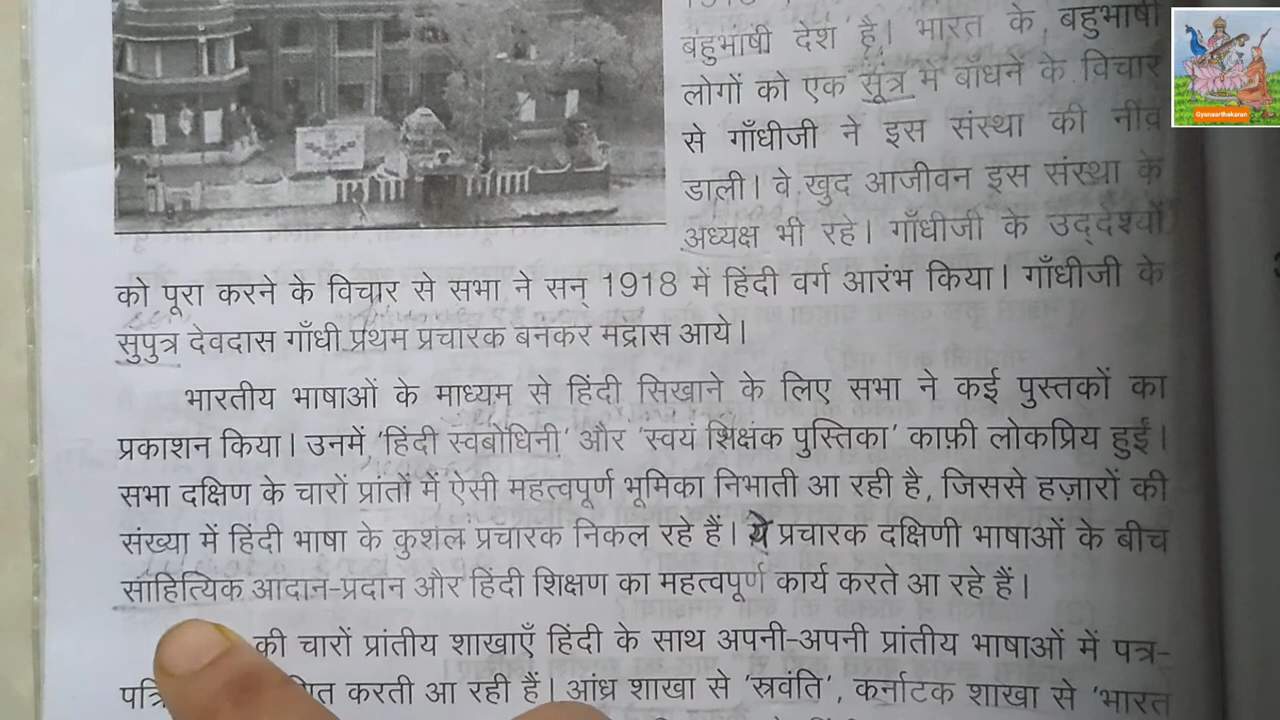 बहुभाषी देश है। भारत के बहुभाषी
लोगों को एक सूत्र में बाँधने के विचार
से गाँधीजी ने इस संस्था की नींव
डाली। वे खुद आजीवन इस संस्था के
अध्यक्ष भी रहे। गाँधीजी के उद्देश्यों
को पूरा करने के विचार से सभा ने सन् 1918 में हिंदी वर्ग आरंभ किया। गाँधीजी के
सुपुत्र देवदास गाँधी प्रथम प्रचारक बनकर मद्रास आये।
भारतीय भाषाओं के माध्यम से हिंदी सिखाने के लिए सभा ने कई पुस्तकों का
प्रकाशन किया। उनमें 'हिंदी स्वबोधिनी' और 'स्वयं शिक्षक पुस्तिका' काफ़ी लोकप्रिय हुईं।
सभा दक्षिण के चारों प्रांतों में ऐसी महत्वपूर्ण भूमिका निभाती आ रही है, जिससे हज़ारों की
संख्या में हिंदी भाषा के कुशल प्रचारक निकल रहे हैं। ये प्रचारक दक्षिणी भाषाओं के बीच
साहित्यिक आदान-प्रदान और हिंदी शिक्षण का महत्वपूर्ण कार्य करते आ रहे हैं।
की चारों प्रांतीय शाखाएँ हिंदी के साथ अपनी-अपनी प्रांतीय भाषाओं में पत्र-
करती आ रही हैं। आंध्र शाखा से 'स्रवंति', कर्नाटक शाखा से 'भारत
Gyanaarthakaran